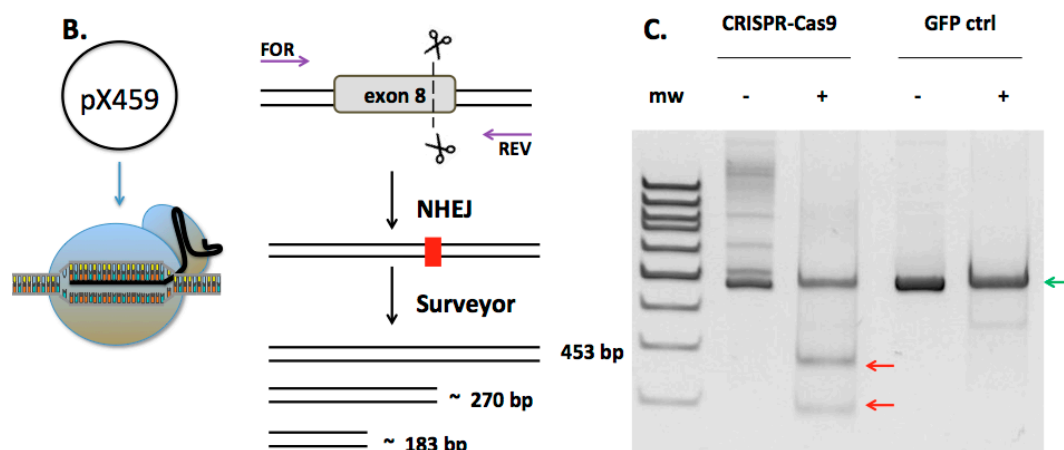 B.
pX459
FOR
exon 8
REV
NHEJ
Surveyor
453 bp
~ 270 bp
~ 183 bp
C.
CRISPR-Cas9 GFP ctrl
mw - + - +